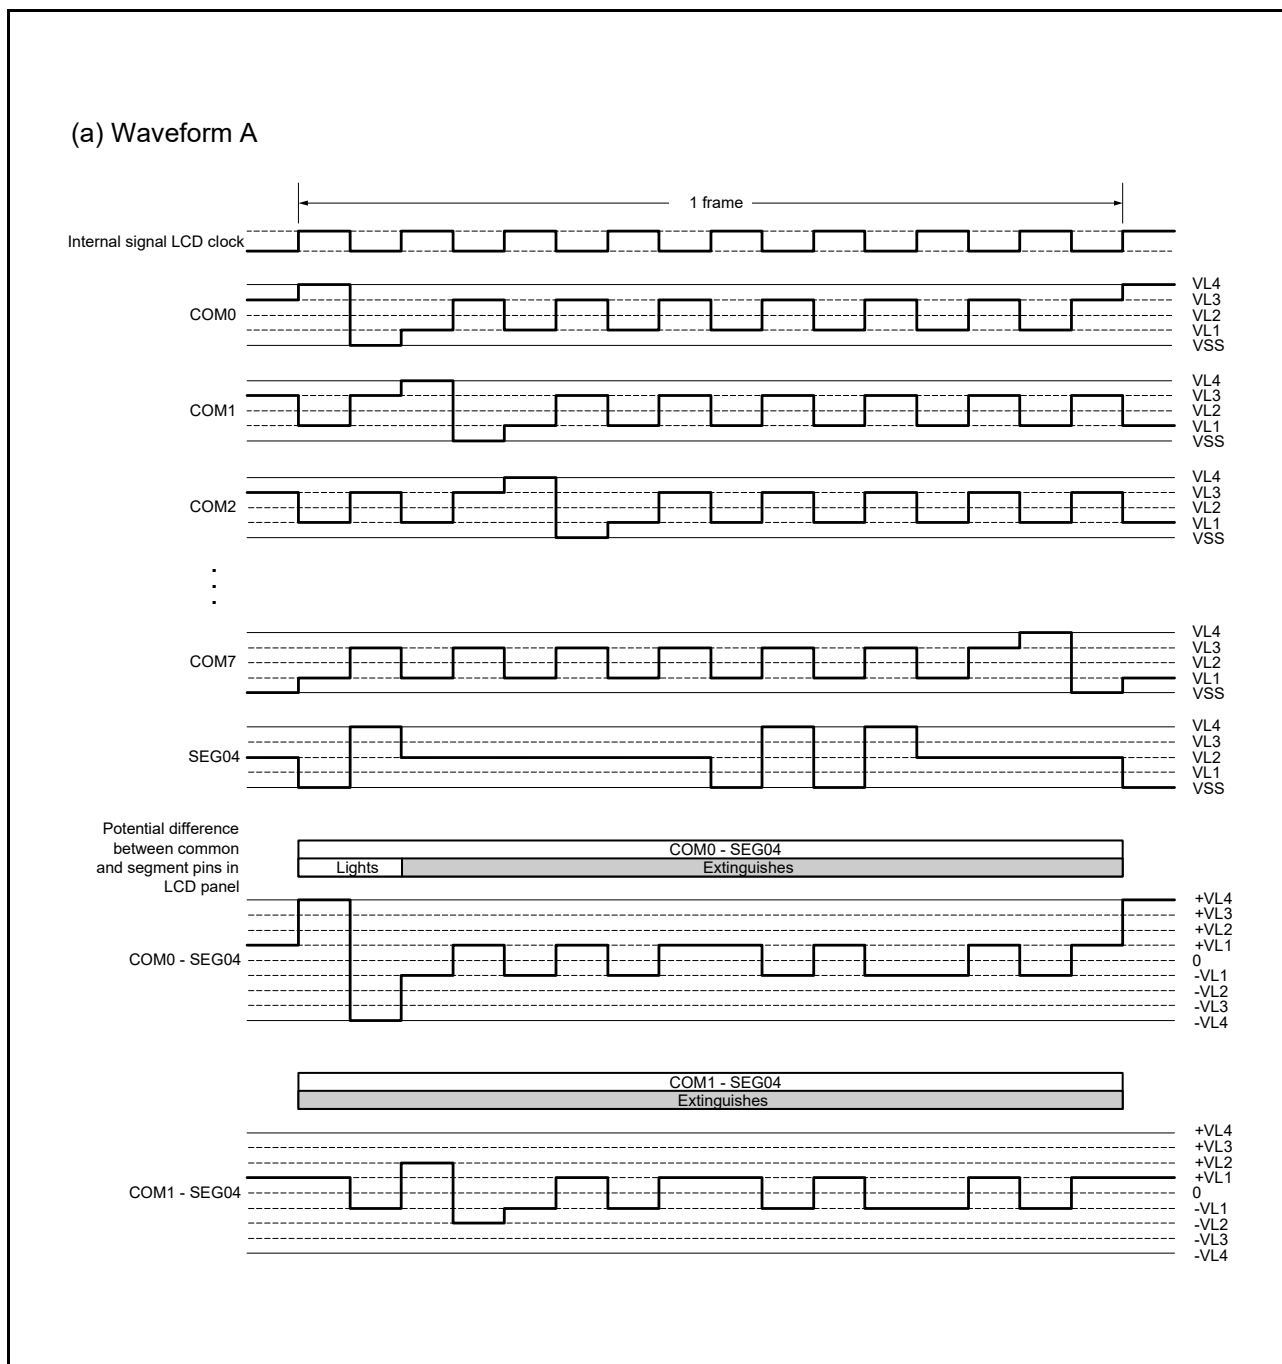 (a) Waveform A
1 frame
Internal signal LCD clock
COM0
VL4
VL3
VL2
VL1
VSS
COM1
VL4
VL3
VL2
VL1
VSS
COM2
VL4
VL3
VL2
VL1
VSS
COM7
VL4
VL3
VL2
VL1
VSS
SEG04
VL4
VL3
VL2
VL1
VSS
Potential difference
between common
and segment pins in
LCD panel
COM0 - SEG04
Lights
Extinguishes
COM0 - SEG04
+VL4
+VL3
+VL2
+VL1
0
-VL1
-VL2
-VL3
-VL4
COM1 - SEG04
Extinguishes
COM1 - SEG04
+VL4
+VL3
+VL2
+VL1
0
-VL1
-VL2
-VL3
-VL4